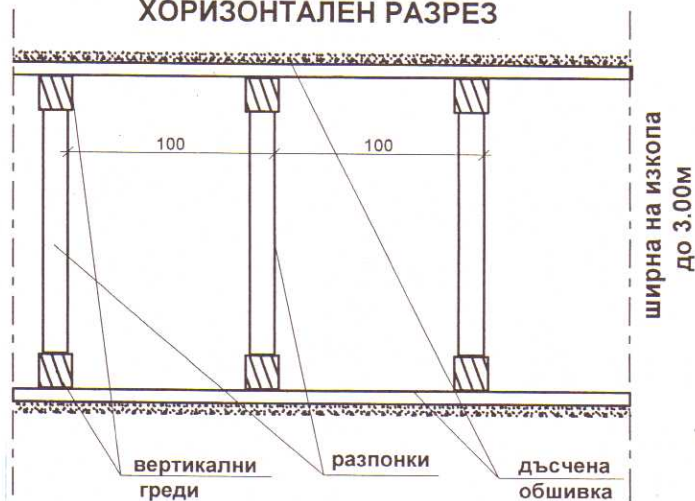 ХОРИЗОНТАЛЕН РАЗРЕЗ
100
100
ширна на изкопа
до 3.00м
вертикални
греди
разпонки
дъсчена
обшивка